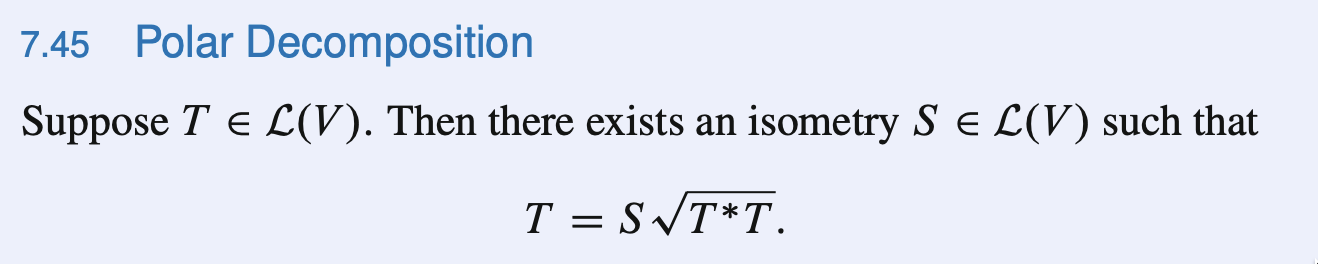 7.45 Polar Decomposition
Suppose T ∈ ℒ(V). Then there exists an isometry S ∈ ℒ(V) such that
T = S√T*T.